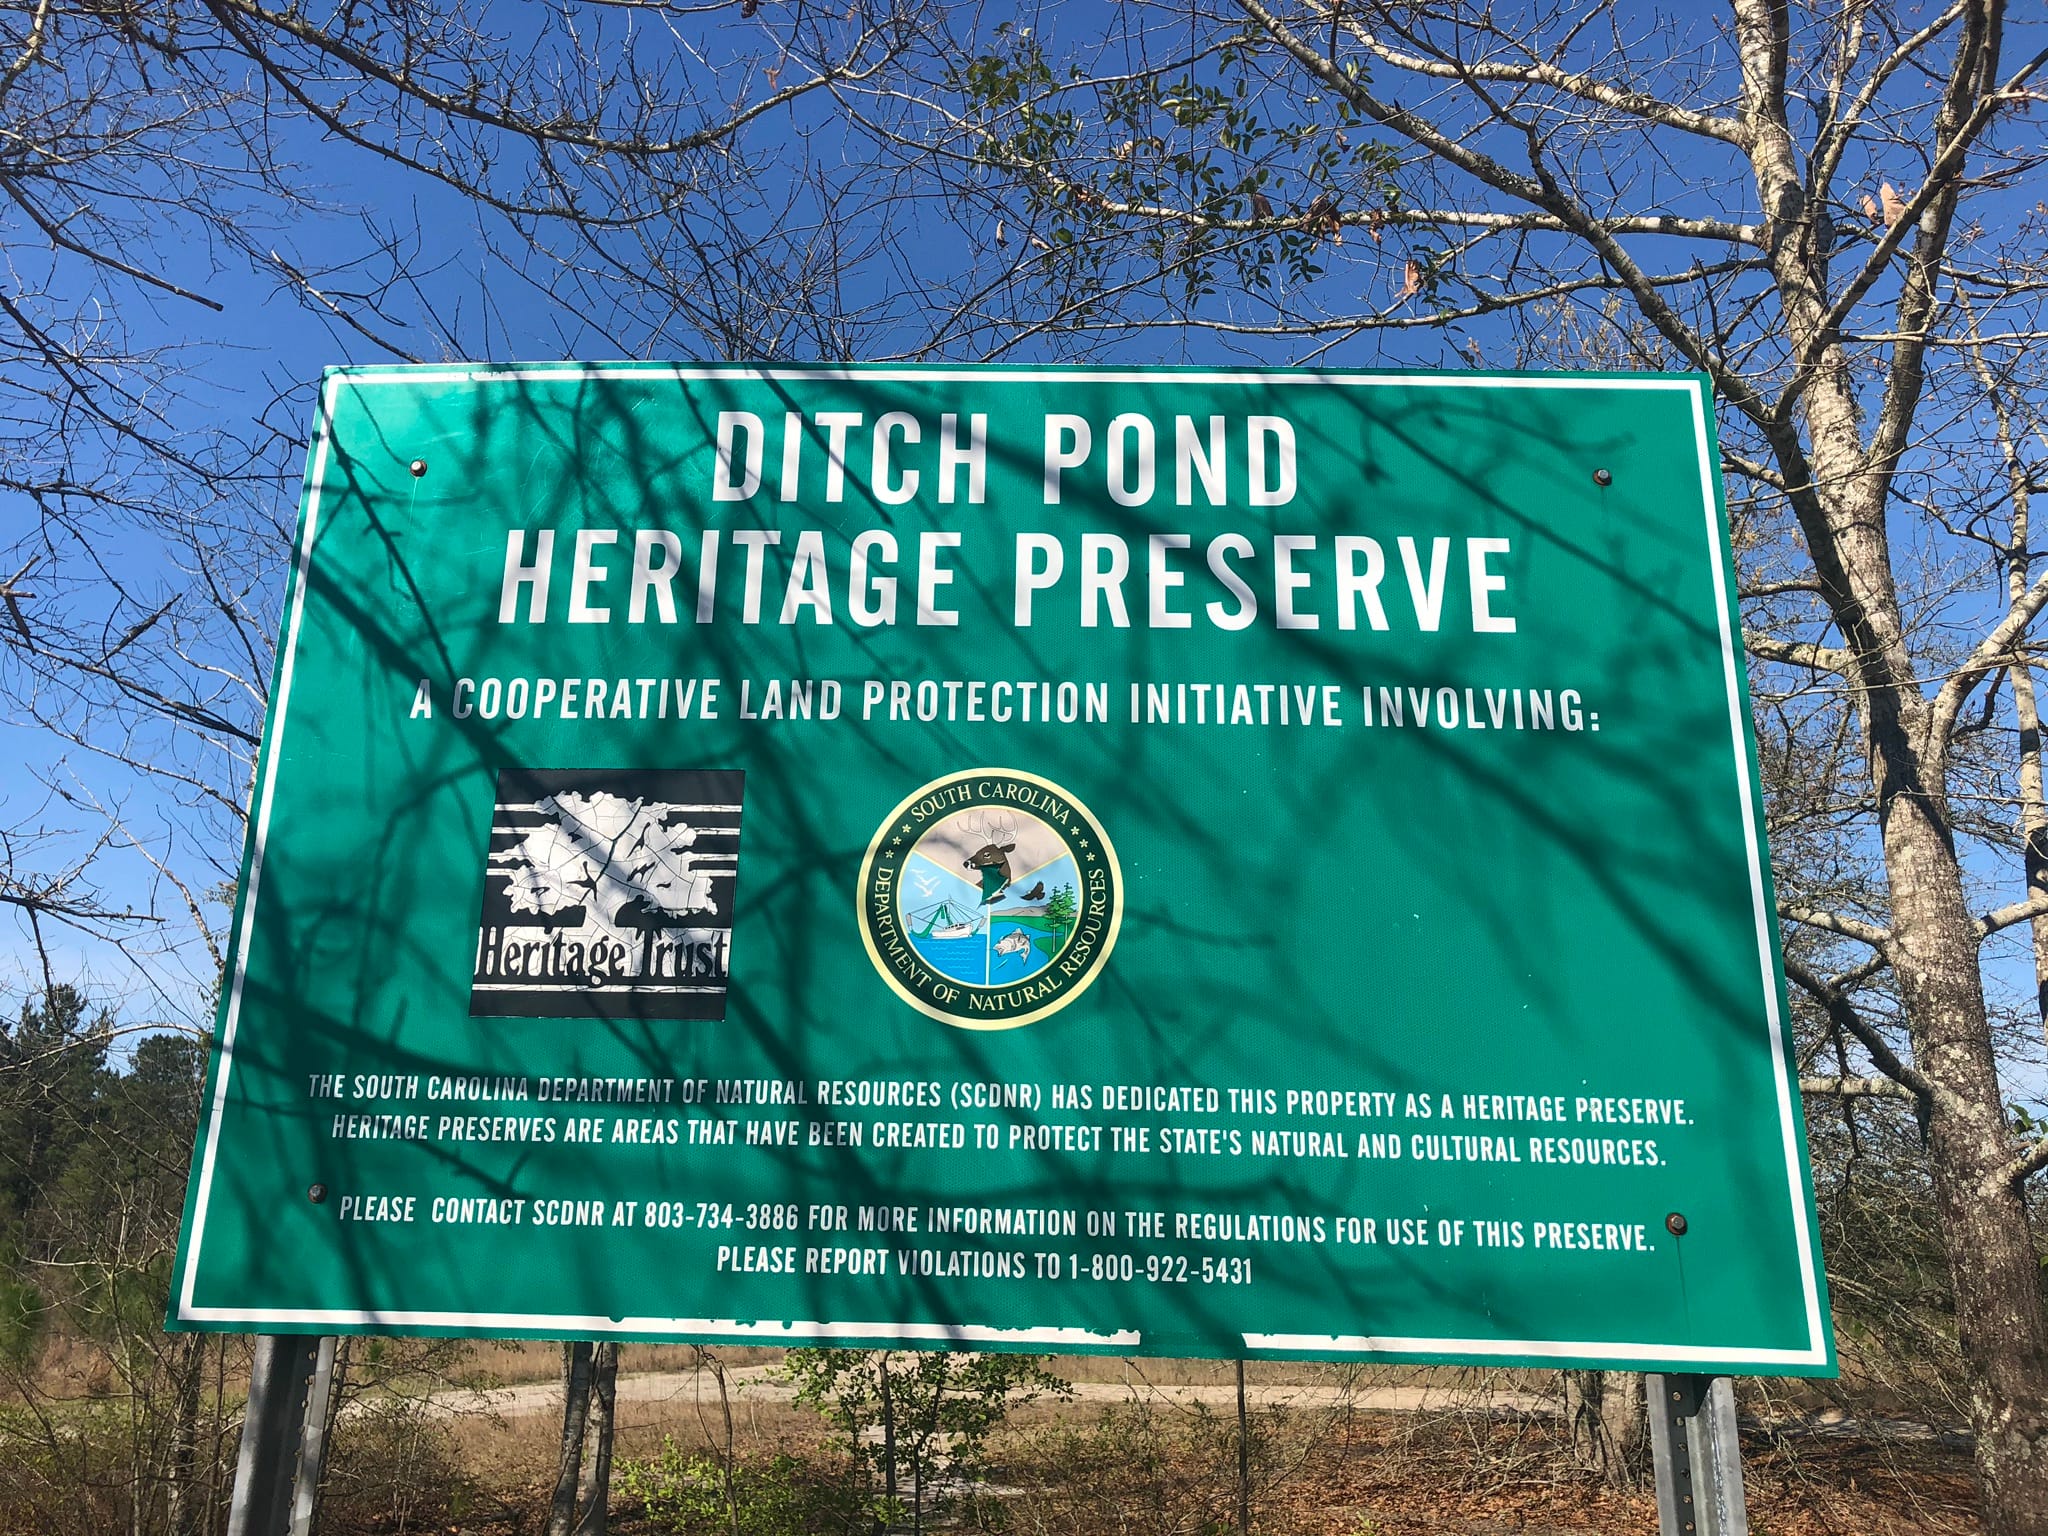 DITCH POND
HERITAGE PRESERVE
A COOPERATIVE LAND PROTECTION INITIATIVE INVOLVING:
Heritage Trust
SOUTH CAROLINA
DEPARTMENT OF NATURAL RESOURCES
THE SOUTH CAROLINA DEPARTMENT OF NATURAL RESOURCES (SCDNR) HAS DEDICATED THIS PROPERTY AS A HERITAGE PRESERVE.
HERITAGE PRESERVES ARE AREAS THAT HAVE BEEN CREATED TO PROTECT THE STATE'S NATURAL AND CULTURAL RESOURCES.
PLEASE CONTACT SCDNR AT 803-734-3886 FOR MORE INFORMATION ON THE REGULATIONS FOR USE OF THIS PRESERVE.
PLEASE REPORT VIOLATIONS TO 1-800-922-5431